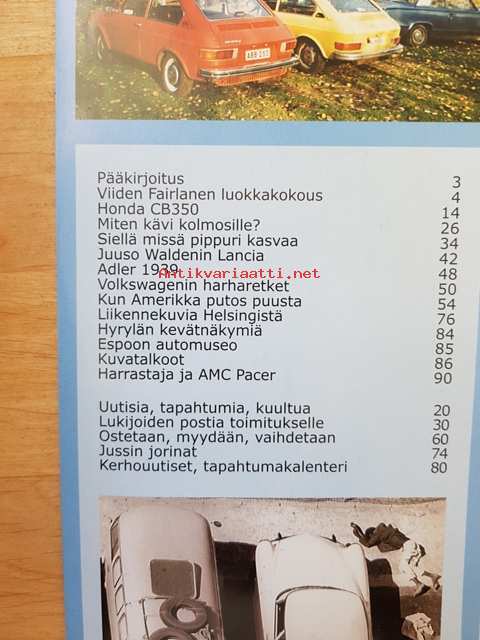 Pääkirjoitus 3
Viiden Fairlanen luokkakokous 4
Honda CB350 14
Miten kävi kolmosille? 26
Siellä missä pippuri kasvaa 34
Juuso Waldenin Lancia 42
Adler 1939 48
Antikvariaatti.net
Volkswagenin harharetket 50
Kun Amerikka putos puusta 54
Liikennekuvia Helsingistä 76
Hyrylän kevätnäkymiä 84
Espoon automuseo 85
Kuvatalkoot 86
Harrastaja ja AMC Pacer 90
Uutisia, tapahtumia, kuultua 20
Lukijoiden postia toimitukselle 30
Ostetaan, myydään, vaihdetaan 60
Jussin jorinat 74
Kerhouutiset, tapahtumakalenteri 80